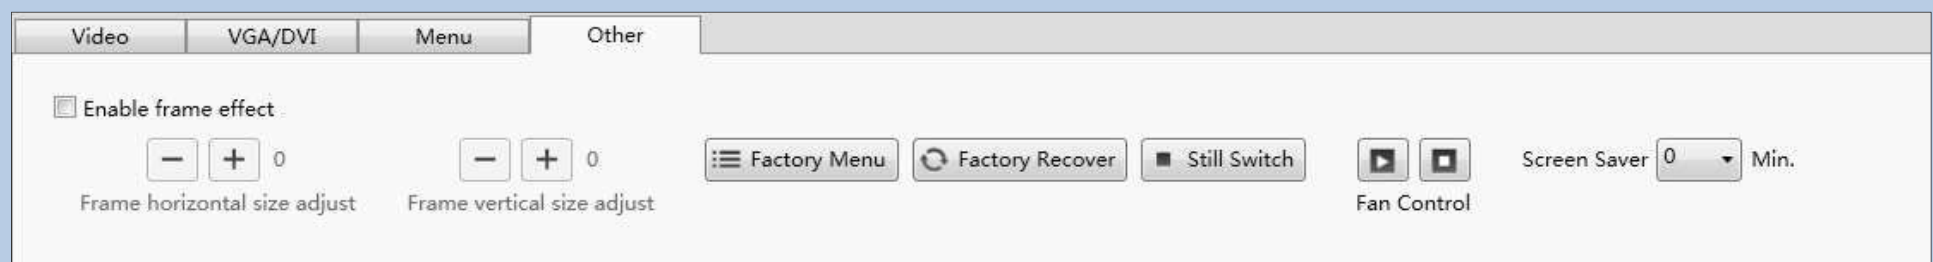 Video VGA/DVI Menu Other
Enable frame effect
0 0 Factory Menu Factory Recover Still Switch Screen Saver 0 Min.
Frame horizontal size adjust Frame vertical size adjust Fan Control